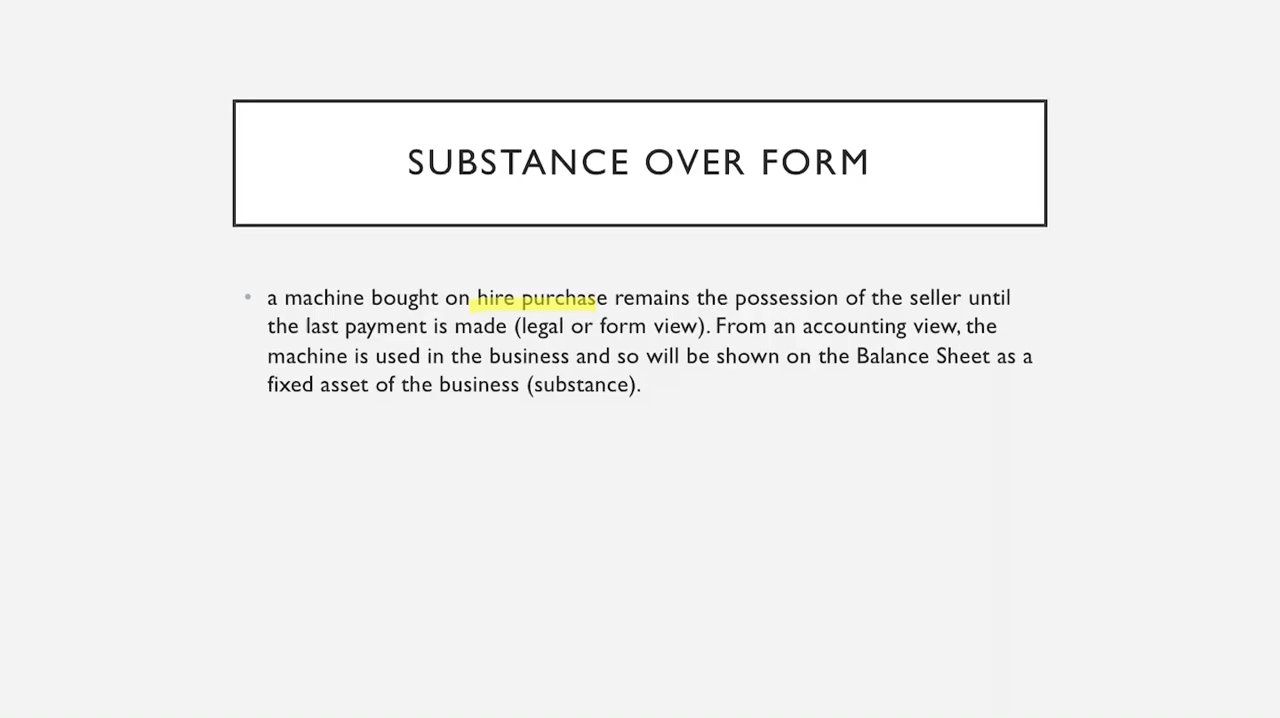 SUBSTANCE OVER FORM
• a machine bought on hire purchase remains the possession of the seller until
the last payment is made (legal or form view). From an accounting view, the
machine is used in the business and so will be shown on the Balance Sheet as a
fixed asset of the business (substance).